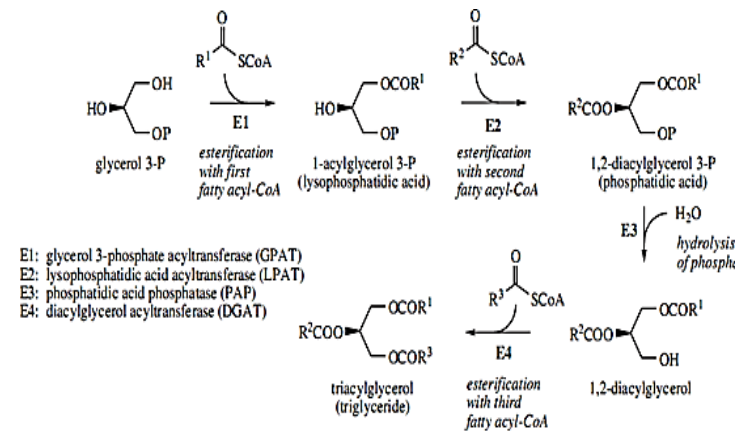 O
R¹ SCoA
O
R² SCoA
OH
HO
OP
E1
OCOR¹
HO
OP
E2
OCOR¹
R²COO
OP
glycerol 3-P
esterification
with first
fatty acyl-CoA
1-acylglycerol 3-P
(lysophosphatidic acid)
esterification
with second
fatty acyl-CoA
1,2-diacylglycerol 3-P
(phosphatidic acid)
E3
H₂O
hydrolysis
of phospha
E1: glycerol 3-phosphate acyltransferase (GPAT)
E2: lysophosphatidic acid acyltransferase (LPAT)
E3: phosphatidic acid phosphatase (PAP)
E4: diacylglycerol acyltransferase (DGAT)
O
R³ SCoA
OCOR¹
R²COO
OCOR³
E4
OCOR¹
R²COO
OH
triacylglycerol
(triglyceride)
esterification
with third
fatty acyl-CoA
1,2-diacylglycerol